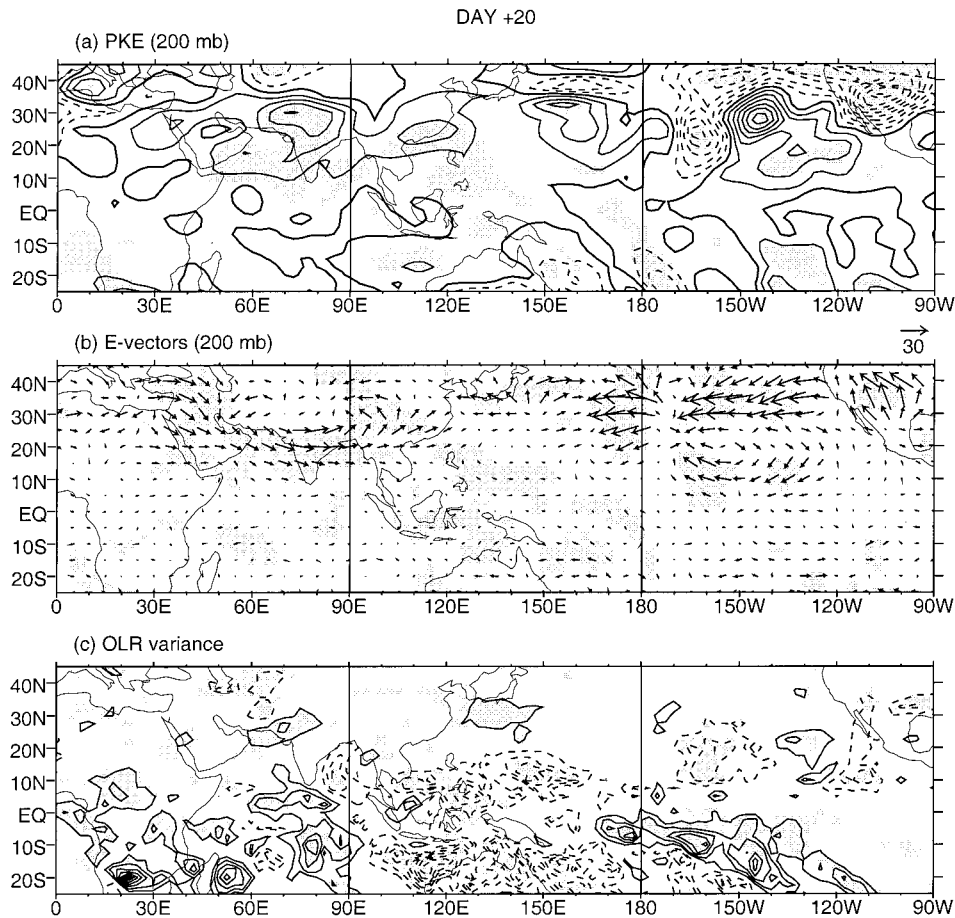 DAY +20
(a) PKE (200 mb)
40N
30N
20N
10N
EQ
10S
20S
0 30E 60E 90E 120E 150E 180 150W 120W 90W
(b) E-vectors (200 mb)
30
40N
30N
20N
10N
EQ
10S
20S
0 30E 60E 90E 120E 150E 180 150W 120W 90W
(c) OLR variance
40N
30N
20N
10N
EQ
10S
20S
0 30E 60E 90E 120E 150E 180 150W 120W 90W